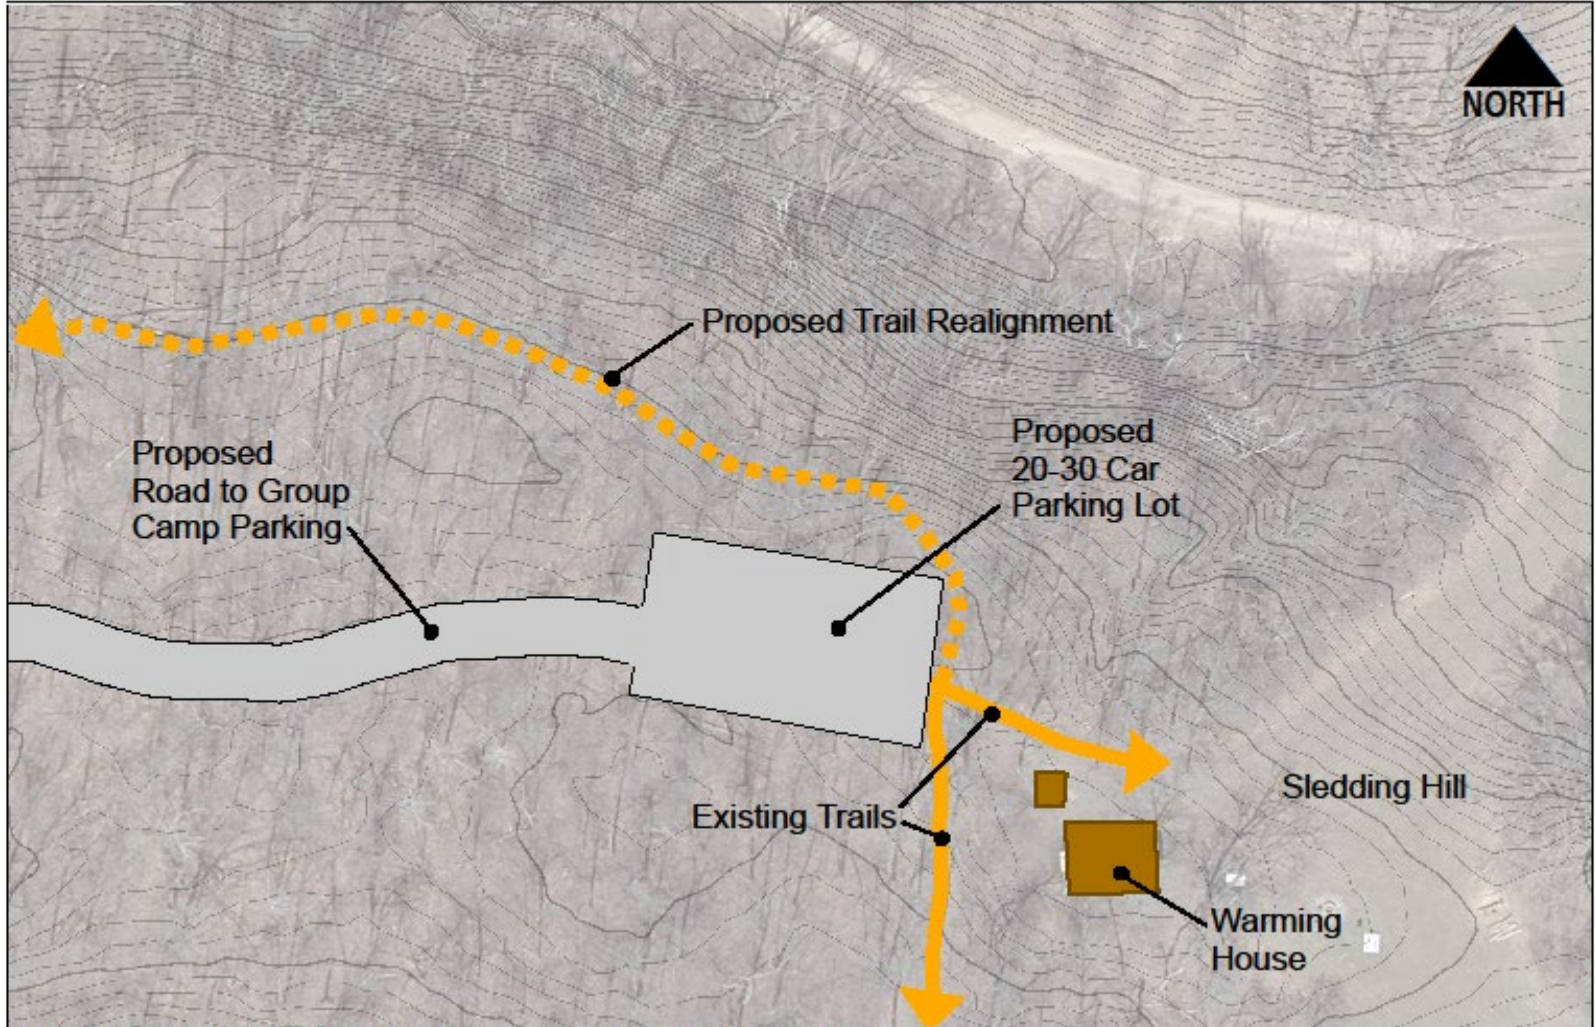 NORTH
Proposed Trail Realignment
Proposed
20-30 Car
Parking Lot
Proposed
Road to Group
Camp Parking
Sledding Hill
Existing Trails
Warming
House